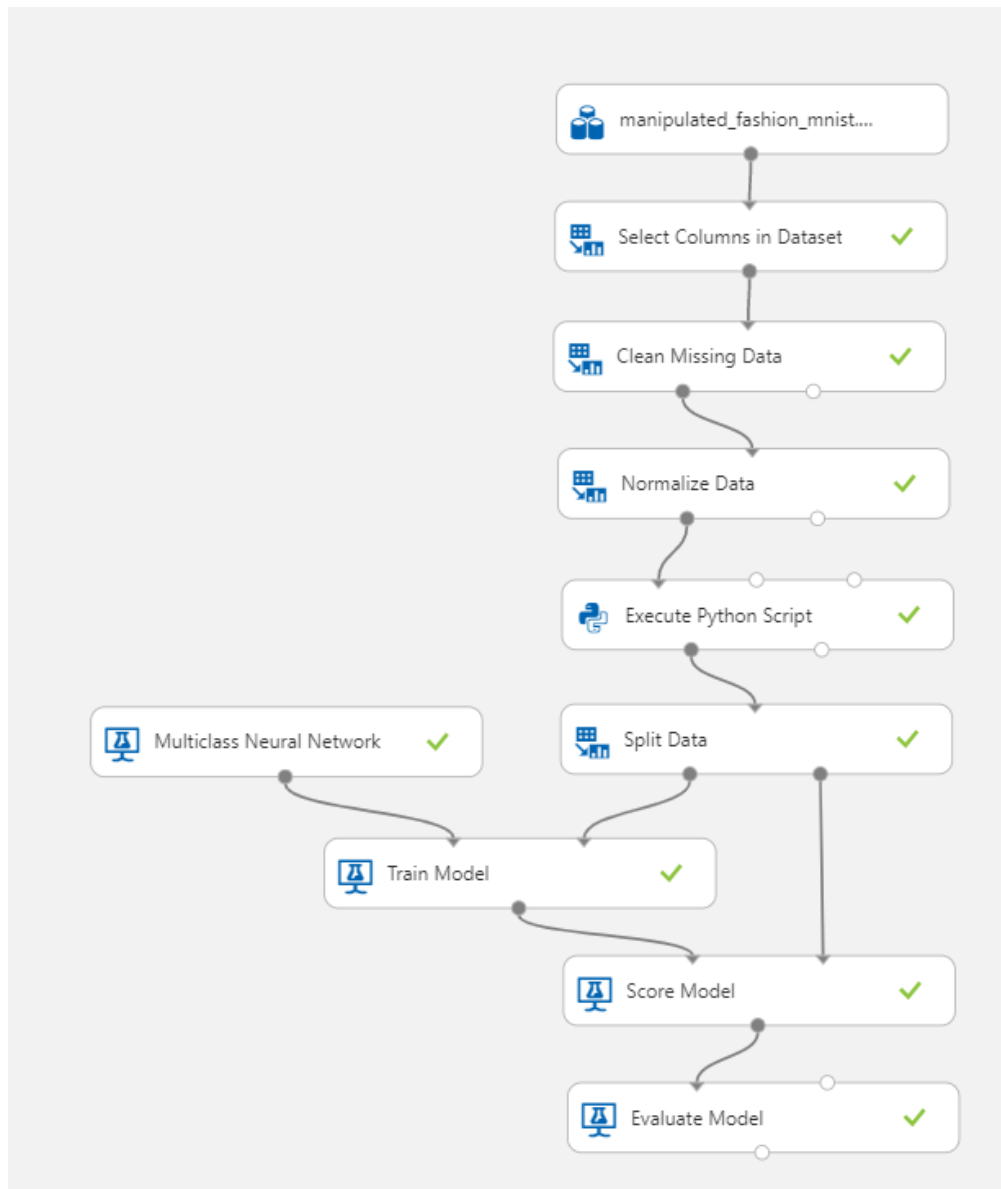 manipulated_fashion_mnist....
Select Columns in Dataset
Clean Missing Data
Normalize Data
Execute Python Script
Multiclass Neural Network
Split Data
Train Model
Score Model
Evaluate Model